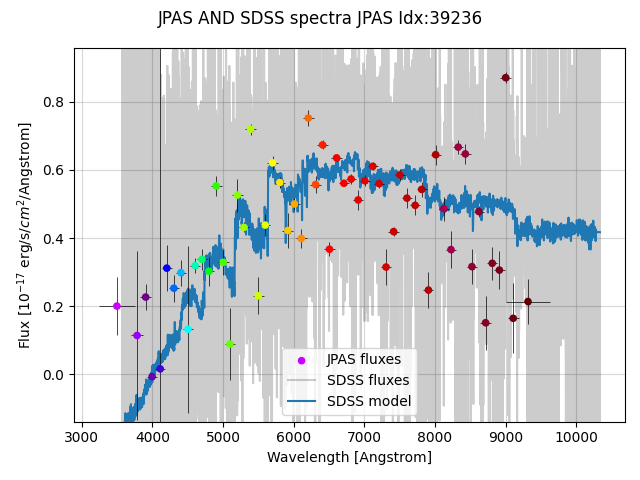 JPAS AND SDSS spectra JPAS Idx:39236
Flux [10⁻¹⁷ erg/s/cm²/Angstrom]
0.8
0.6
0.4
0.2
0.0
JPAS fluxes
SDSS fluxes
SDSS model
3000 4000 5000 6000 7000 8000 9000 10000
Wavelength [Angstrom]